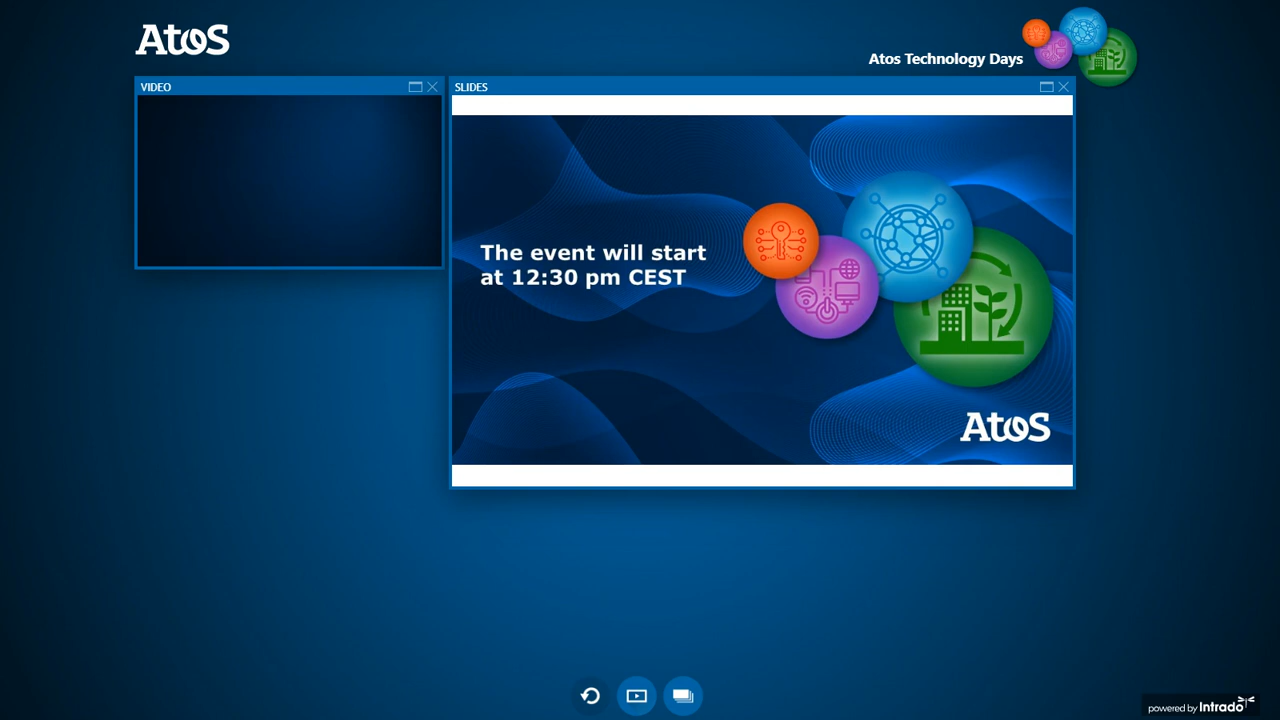 Atos
Atos Technology Days
VIDEO
SLIDES
The event will start
at 12:30 pm CEST
Atos
powered by intrado